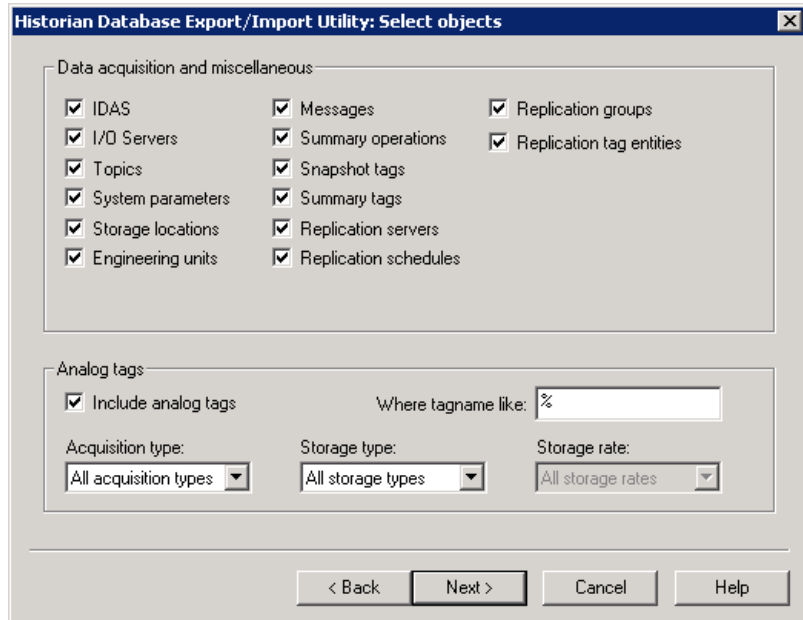 Historian Database Export/Import Utility: Select objects
Data acquisition and miscellaneous
IDAS
Messages
Replication groups
I/O Servers
Summary operations
Replication tag entities
Topics
Snapshot tags
System parameters
Summary tags
Storage locations
Replication servers
Engineering units
Replication schedules
Analog tags
Include analog tags
Where tagname like:
%
Acquisition type:
Storage type:
Storage rate:
All acquisition types
All storage types
All storage rates
< Back
Next >
Cancel
Help